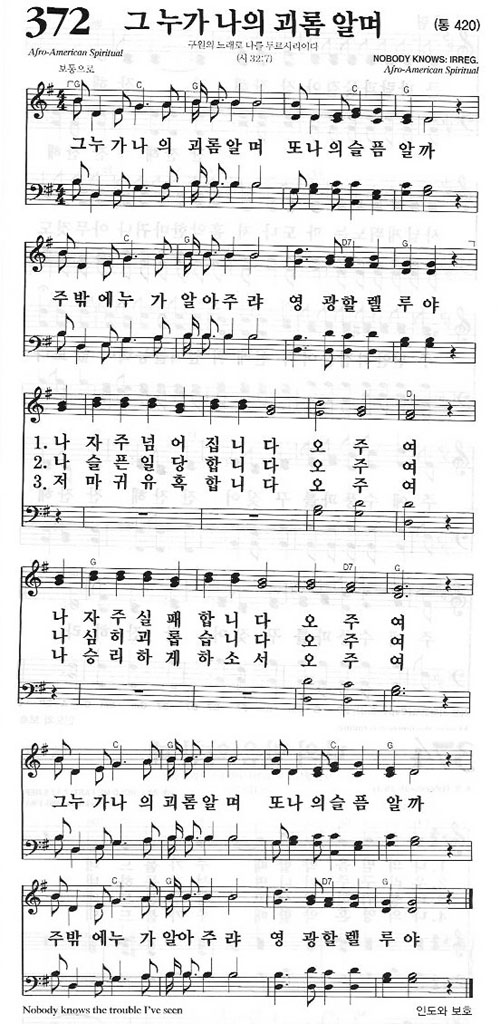 372 그 누가 나의 괴롬 알며 (통 420)
구원의 노래로 나를 두르시리이다
(시 32:7)
Afro-American Spiritual
NOBODY KNOWS: IRREG.
Afro-American Spiritual
보통으로
G C G C G
그누가나의 괴롬알며 또나의슬픔 알까
G C G D7 G
주밖에누 가 알아주랴 영 광할렐 루 야
D
1. 나 자주넘어 집니다 오 주 여
2. 나 슬픈일당 합니다 오 주 여
3. 저 마귀유혹 합니다 오 주 여
G D7 G
나 자주실패 합니다 오 주 여
나 심히괴롭 습니다 오 주 여
나 승리하게 하소서 오 주 여
C G C G
그누 가나 의 괴롬알 며 또나 의슬픔 알까
G C G D7 G
주밖 에누 가 알아주 랴 영 광할 렐 루 야
Nobody knows the trouble I've seen
인도와 보호